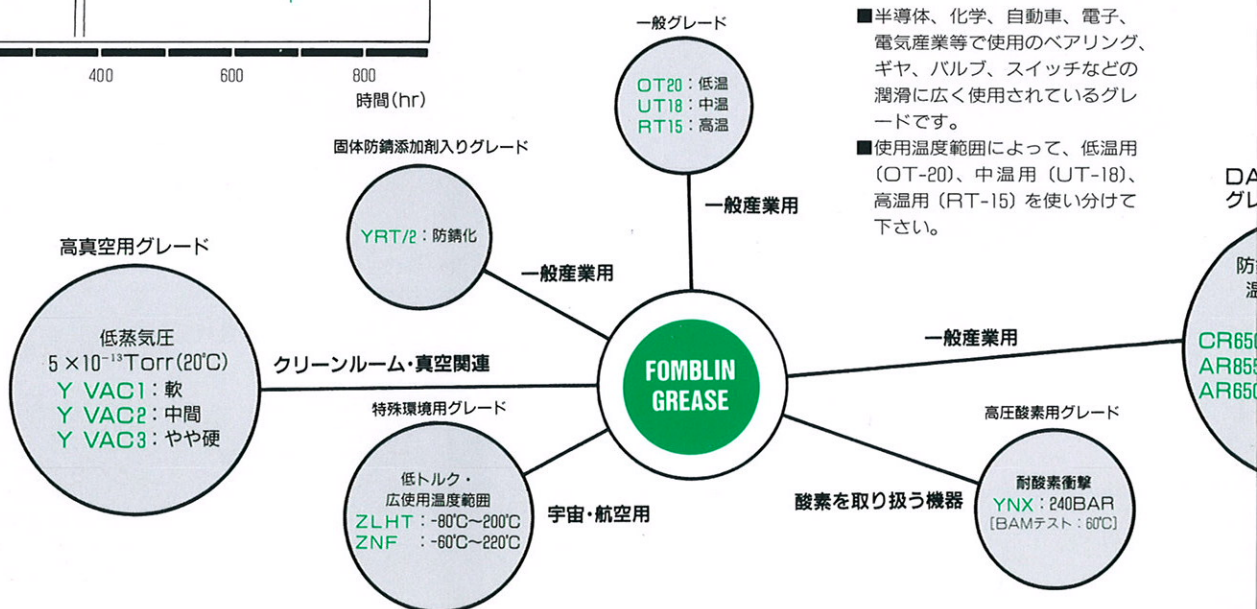 400
600
800
時間(hr)
一般グレード
OT20：低温
UT18：中温
RT15：高温
■半導体、化学、自動車、電子、
電気産業等で使用のベアリング、
ギヤ、バルブ、スイッチなどの
潤滑に広く使用されているグレ
ードです。
■使用温度範囲によって、低温用
〔OT-20〕、中温用〔UT-18〕、
高温用〔RT-15〕を使い分けて
下さい。
固体防錆添加剤入りグレード
YRT/2：防錆化
一般産業用
一般産業用
高真空用グレード
低蒸気圧
5×10⁻¹³Torr(20℃)
Y VAC1：軟
Y VAC2：中間
Y VAC3：やや硬
クリーンルーム・真空関連
FOMBLIN
GREASE
一般産業用
DA
グレ
防
温
CR650
AR855
AR650
特殊環境用グレード
低トルク・
広使用温度範囲
ZLHT：-80℃～200℃
ZNF：-60℃～220℃
宇宙・航空用
高圧酸素用グレード
耐酸素衝撃
YNX：240BAR
[BAMテスト：60℃]
酸素を取り扱う機器